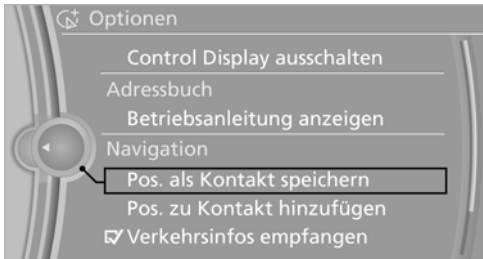 Optionen
Control Display ausschalten
Adressbuch
Betriebsanleitung anzeigen
Navigation
Pos. als Kontakt speichern
Pos. zu Kontakt hinzufügen
Verkehrsinfos empfangen